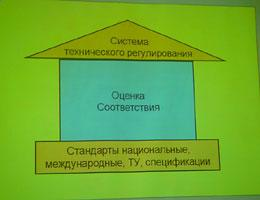 Система
технического регулирования
Оценка
Соответствия
Стандарты национальные,
международные, ТУ, спецификации